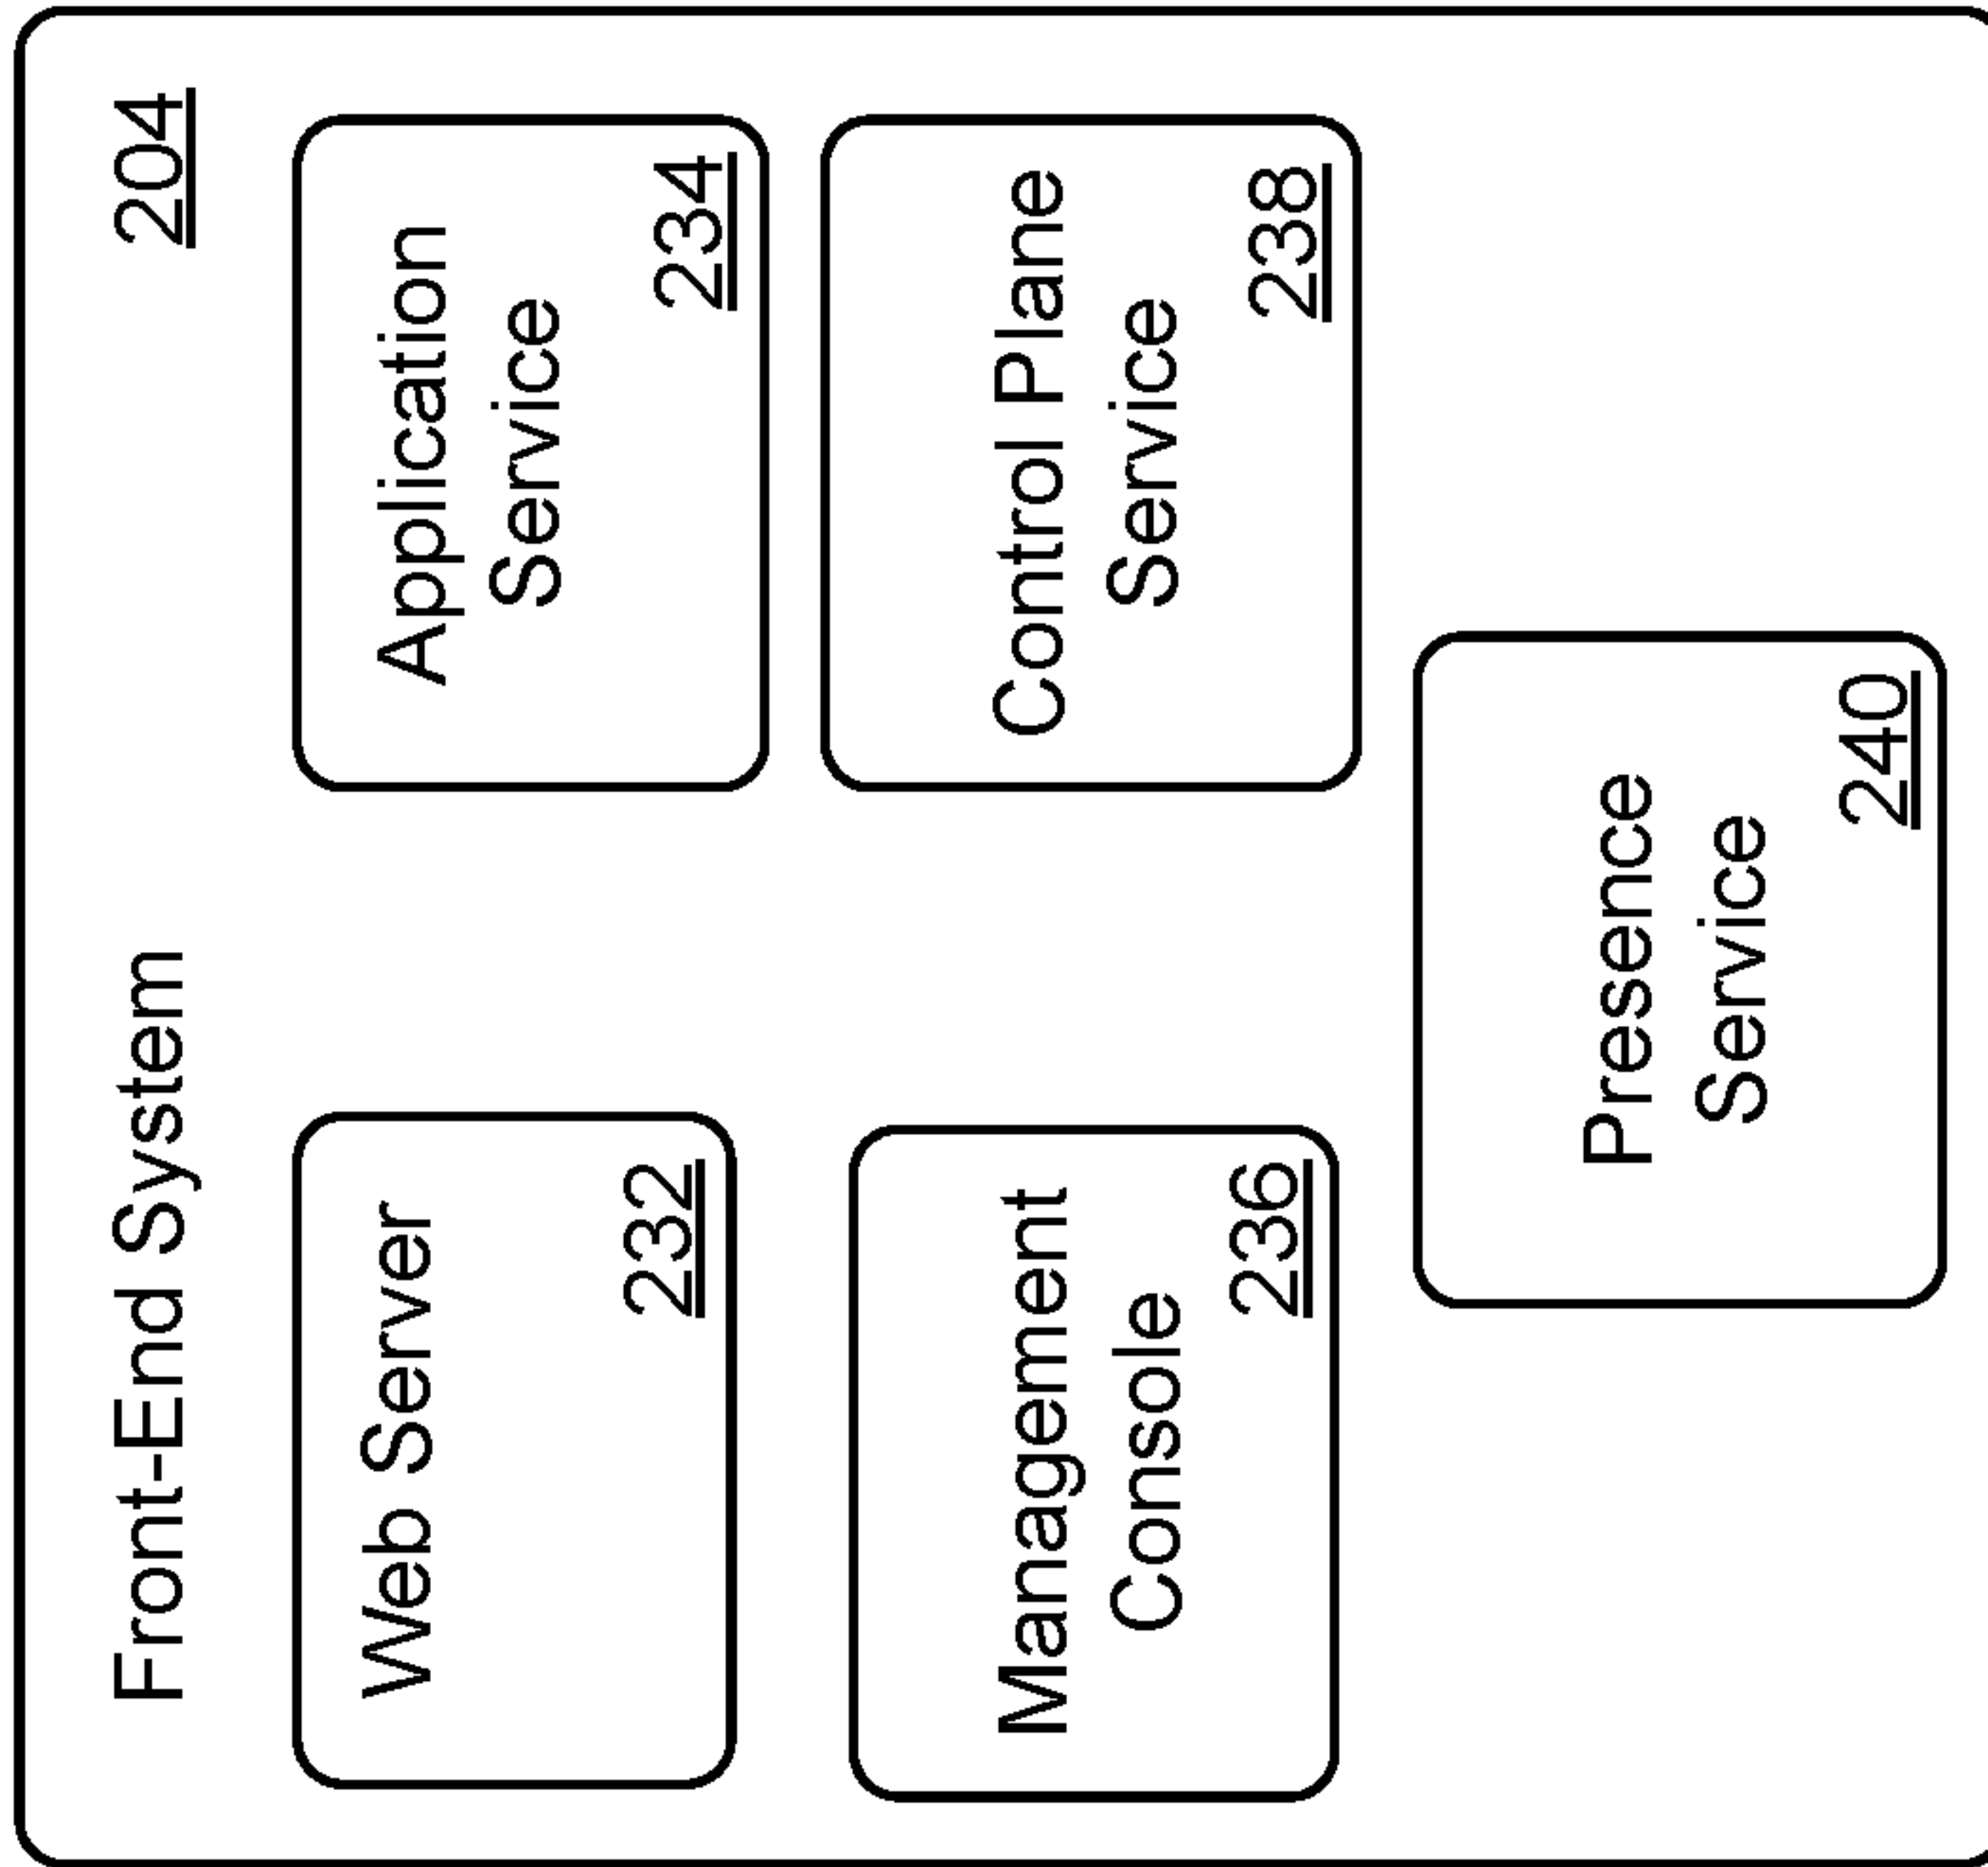 Front-End System 204
Web Server
232
Application
Service
234
Management
Console
236
Control Plane
Service
238
Presence
Service
240